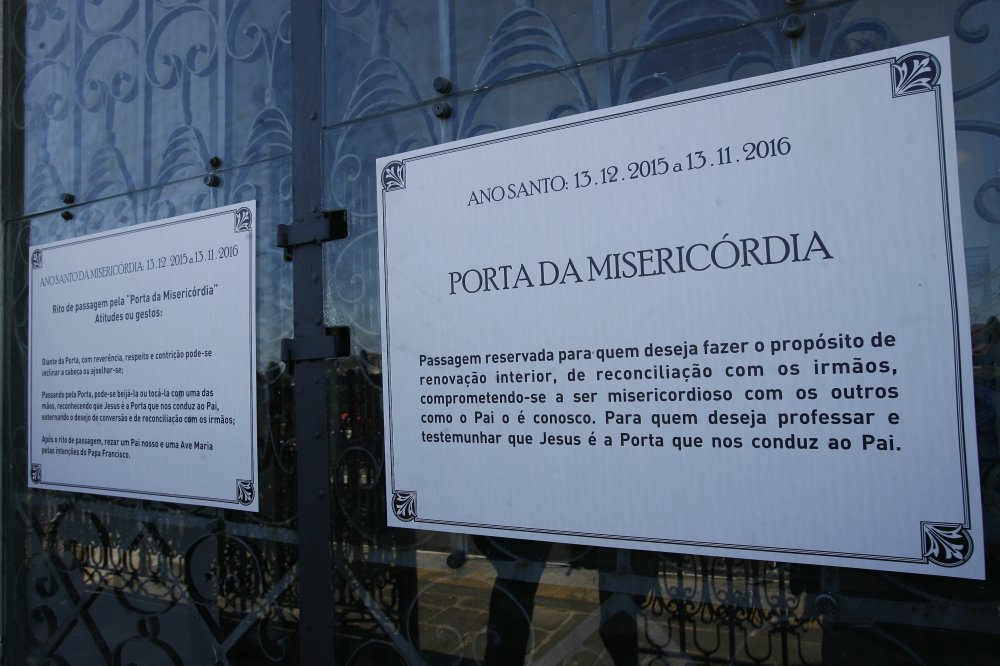 ANO SANTO DA MISERICÓRDIA: 13.12.2015 a 13.11.2016
Rito de passagem pela "Porta da Misericórdia"
Atitudes ou gestos:
Diante da Porta, com reverência, respeito e contrição pode-se
inclinar a cabeça ou ajoelhar-se;
Passando pela Porta, pode-se beijá-la ou tocá-la com uma das
mãos, reconhecendo que Jesus é a Porta que nos conduz ao Pai,
externando o desejo de conversão e de reconciliação com os irmãos;
Após o rito de passagem, rezar um Pai nosso e uma Ave Maria
pelas intenções do Papa Francisco.
ANO SANTO: 13.12.2015 a 13.11.2016
PORTA DA MISERICÓRDIA
Passagem reservada para quem deseja fazer o propósito de
renovação interior, de reconciliação com os irmãos,
comprometendo-se a ser misericordioso com os outros
como o Pai o é conosco. Para quem deseja professar e
testemunhar que Jesus é a Porta que nos conduz ao Pai.